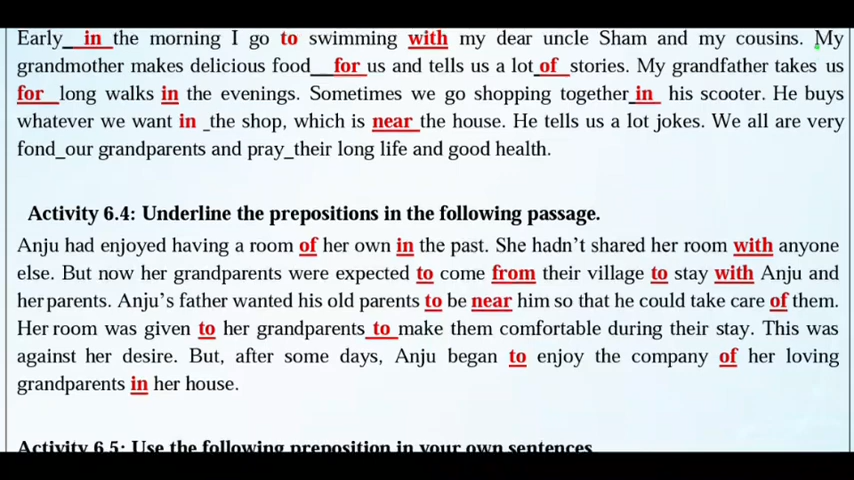 Early_ in the morning I go to swimming with my dear uncle Sham and my cousins. My
grandmother makes delicious food__for us and tells us a lot of stories. My grandfather takes us
for long walks in the evenings. Sometimes we go shopping together in his scooter. He buys
whatever we want in _the shop, which is near the house. He tells us a lot jokes. We all are very
fond_our grandparents and pray_their long life and good health.
Activity 6.4: Underline the prepositions in the following passage.
Anju had enjoyed having a room of her own in the past. She hadn't shared her room with anyone
else. But now her grandparents were expected to come from their village to stay with Anju and
her parents. Anju's father wanted his old parents to be near him so that he could take care of them.
Her room was given to her grandparents to make them comfortable during their stay. This was
against her desire. But, after some days, Anju began to enjoy the company of her loving
grandparents in her house.
Activity 6.5: Use the following preposition in your own sentences